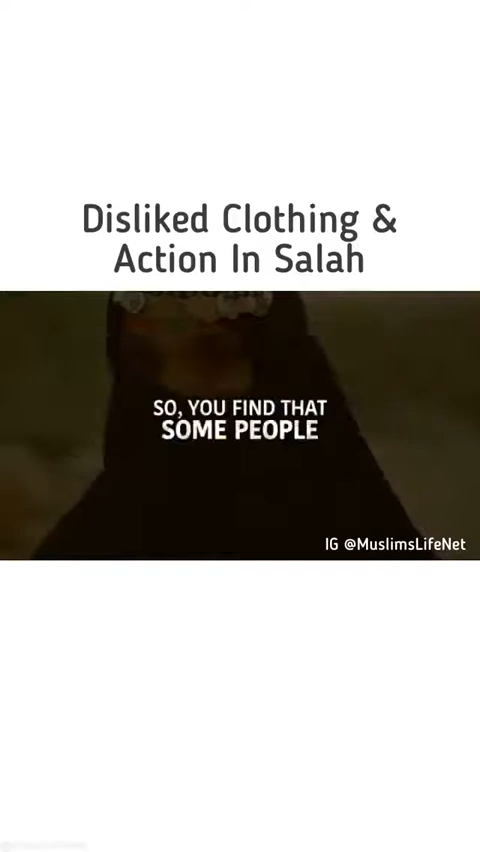 Disliked Clothing &
Action In Salah
SO, YOU FIND THAT
SOME PEOPLE
IG @MuslimsLifeNet